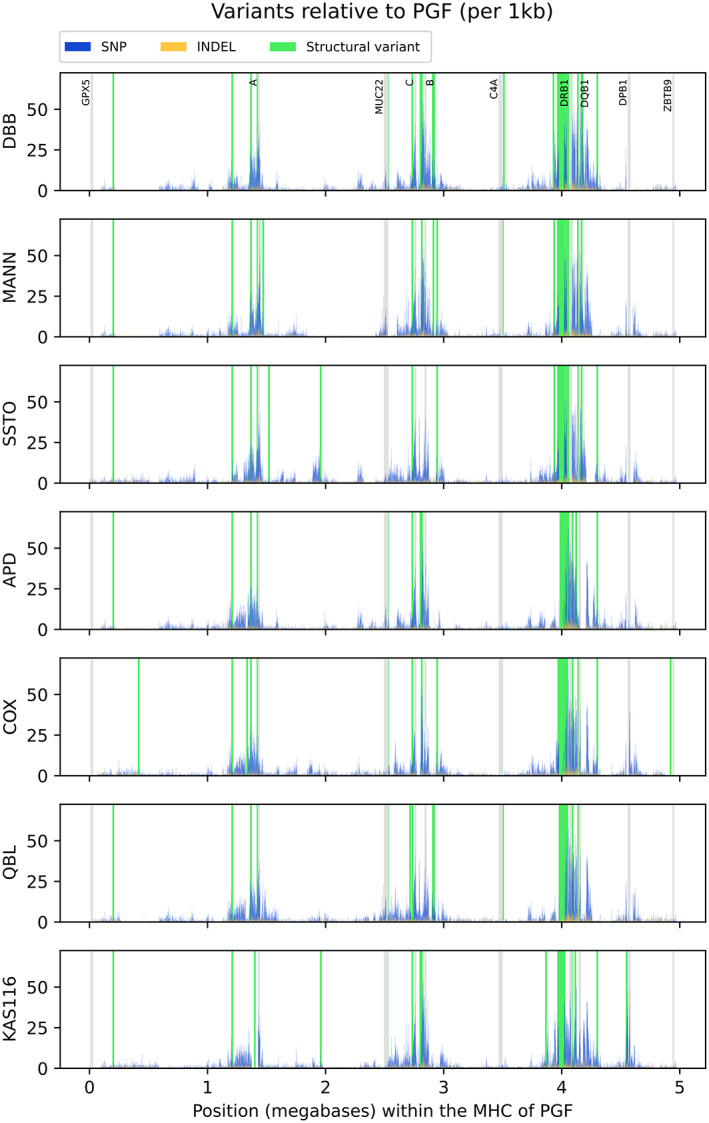 Variants relative to PGF (per 1kb)
SNP INDEL Structural variant
GPX5 A MUC22 C B C4A DRB1 DQB1 DPB1 ZBTB9
DBB
50
25
0
MANN
50
25
0
SSTO
50
25
0
APD
50
25
0
COX
50
25
0
QBL
50
25
0
KAS116
50
25
0
0 1 2 3 4 5
Position (megabases) within the MHC of PGF